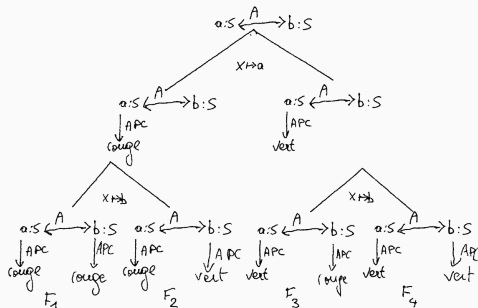 a:S A b:S
x↦a
a:S A b:S a:S A b:S
APC APC
rouge vert
x↦b x↦b
a:S A b:S a:S A b:S a:S A b:S a:S A b:S
APC APC APC APC APC APC APC APC
rouge rouge rouge vert vert rouge vert vert
F1 F2 F3 F4